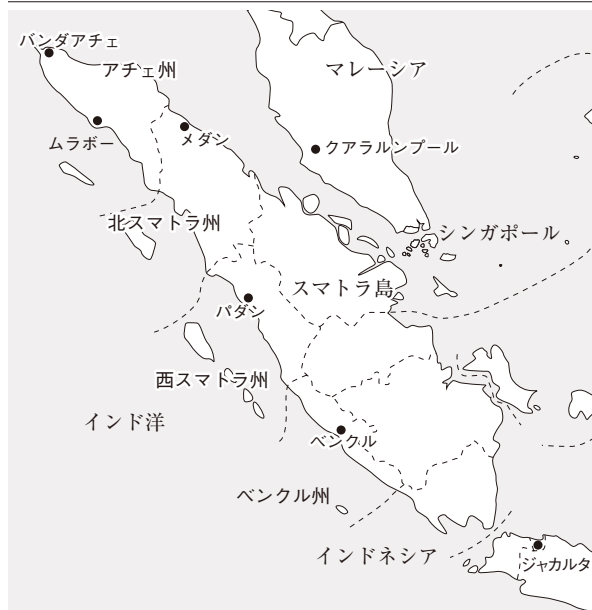 バンダアチェ
アチェ州
マレーシア
ムラボー
メダン
クアラルンプール
北スマトラ州
シンガポール
スマトラ島
パダン
西スマトラ州
インド洋
ベンクル
ベンクル州
インドネシア
ジャカルタ